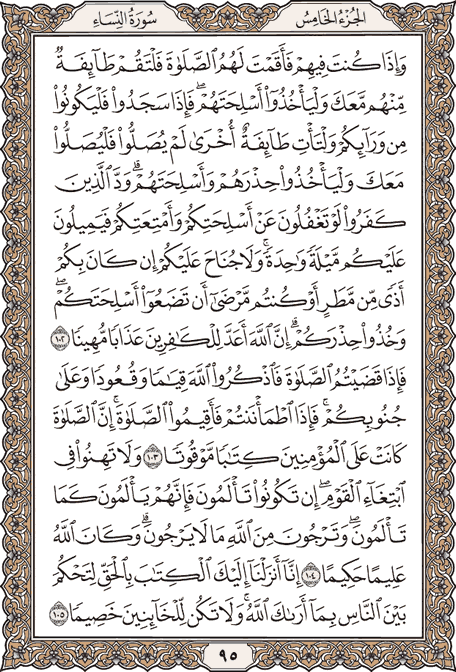 الجزء الخامس
سورة النساء
وَإِذَا كُنتَ فِيهِمْ فَأَقَمْتَ لَهُمُ ٱلصَّلَوٰةَ فَلْتَقُمْ طَآئِفَةٌ
مِّنْهُم مَّعَكَ وَلْيَأْخُذُوٓا۟ أَسْلِحَتَهُمْ ۖ فَإِذَا سَجَدُوا۟ فَلْيَكُونُوا۟
مِن وَرَآئِكُمْ وَلْتَأْتِ طَآئِفَةٌ أُخْرَىٰ لَمْ يُصَلُّوا۟ فَلْيُصَلُّوا۟
مَعَكَ وَلْيَأْخُذُوا۟ حِذْرَهُمْ وَأَسْلِحَتَهُمْ ۗ وَدَّ ٱلَّذِينَ
كَفَرُوا۟ لَوْ تَغْفُلُونَ عَنْ أَسْلِحَتِكُمْ وَأَمْتِعَتِكُمْ فَيَمِيلُونَ
عَلَيْكُم مَّيْلَةً وَٰحِدَةً ۚ وَلَا جُنَاحَ عَلَيْكُمْ إِن كَانَ بِكُمْ
أَذًى مِّن مَّطَرٍ أَوْ كُنتُم مَّرْضَىٰٓ أَن تَضَعُوٓا۟ أَسْلِحَتَكُمْ ۖ
وَخُذُوا۟ حِذْرَكُمْ ۗ إِنَّ ٱللَّهَ أَعَدَّ لِلْكَٰفِرِينَ عَذَابًا مُّهِينًا ١٠٢
فَإِذَا قَضَيْتُمُ ٱلصَّلَوٰةَ فَٱذْكُرُوا۟ ٱللَّهَ قِيَٰمًا وَقُعُودًا وَعَلَىٰ
جُنُوبِكُمْ ۚ فَإِذَا ٱطْمَأْنَنتُمْ فَأَقِيمُوا۟ ٱلصَّلَوٰةَ ۚ إِنَّ ٱلصَّلَوٰةَ
كَانَتْ عَلَى ٱلْمُؤْمِنِينَ كِتَٰبًا مَّوْقُوتًا ١٠٣ وَلَا تَهِنُوا۟ فِى
ٱبْتِغَآءِ ٱلْقَوْمِ ۖ إِن تَكُونُوا۟ تَأْلَمُونَ فَإِنَّهُمْ يَأْلَمُونَ كَمَا
تَأْلَمُونَ ۖ وَتَرْجُونَ مِنَ ٱللَّهِ مَا لَا يَرْجُونَ ۗ وَكَانَ ٱللَّهُ
عَلِيمًا حَكِيمًا ١٠٤ إِنَّآ أَنزَلْنَآ إِلَيْكَ ٱلْكِتَٰبَ بِٱلْحَقِّ لِتَحْكُمَ
بَيْنَ ٱلنَّاسِ بِمَآ أَرَىٰكَ ٱللَّهُ ۚ وَلَا تَكُن لِّلْخَآئِنِينَ خَصِيمًا ١٠٥
٩٥